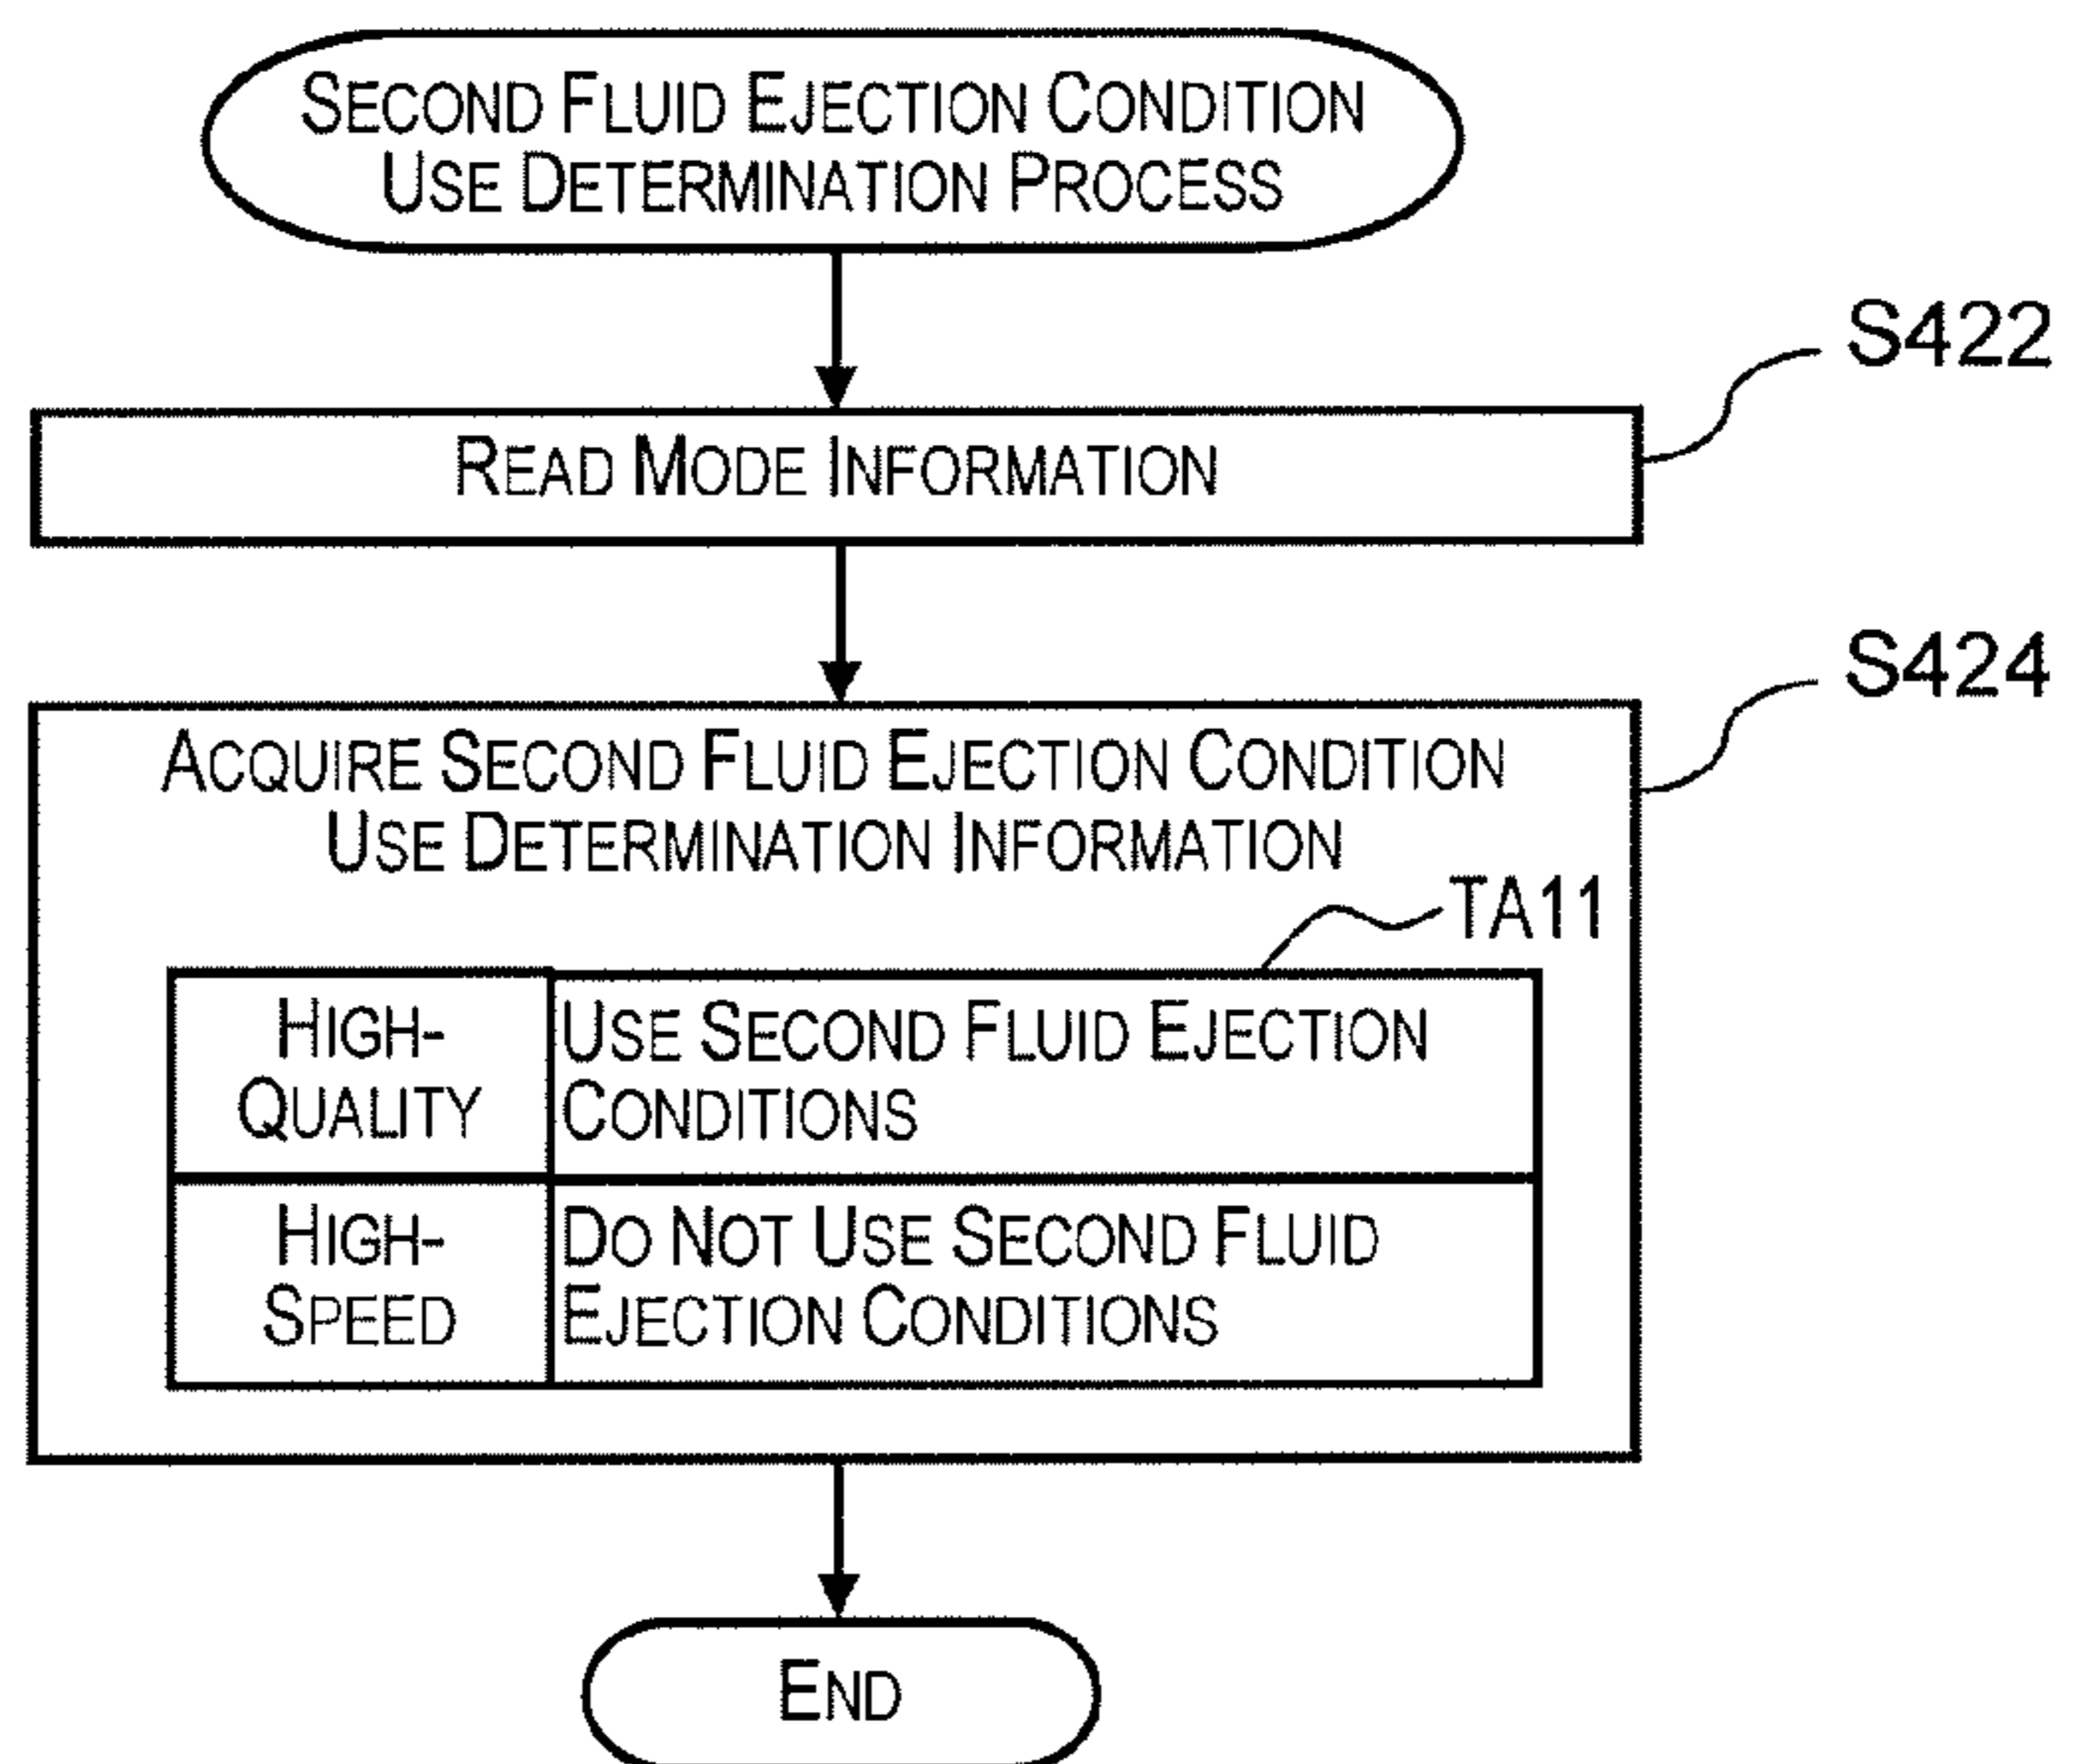 SECOND FLUID EJECTION CONDITION
USE DETERMINATION PROCESS
S422
READ MODE INFORMATION
S424
ACQUIRE SECOND FLUID EJECTION CONDITION
USE DETERMINATION INFORMATION
TA11
HIGH-
QUALITY
USE SECOND FLUID EJECTION
CONDITIONS
HIGH-
SPEED
DO NOT USE SECOND FLUID
EJECTION CONDITIONS
END